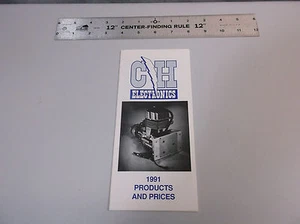 12" CENTER-FINDING RULE 12"
C H
ELECTRONICS
1991
PRODUCTS
AND PRICES